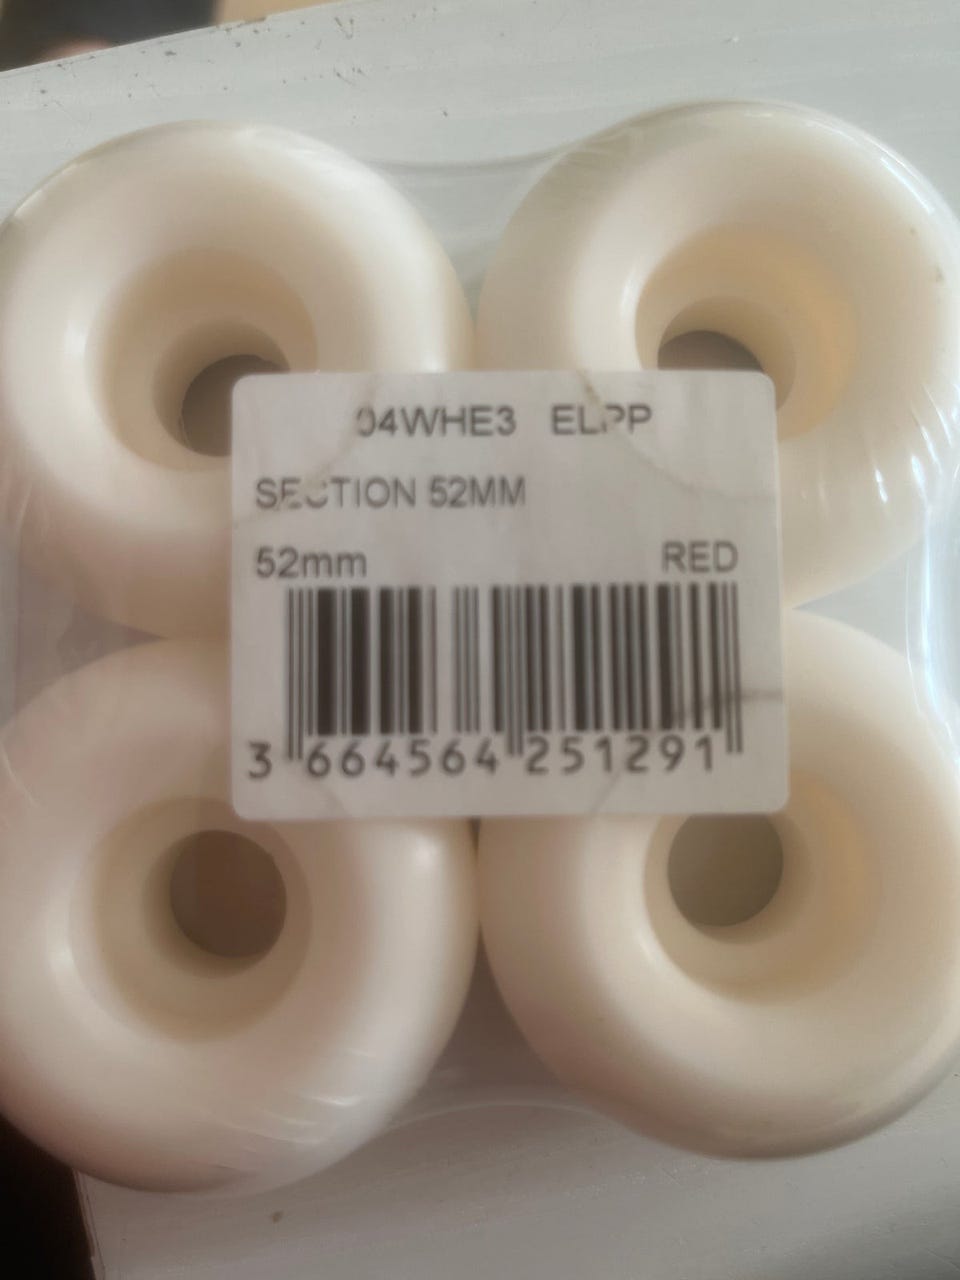 04WHE3 ELPP
SECTION 52MM
52mm RED
3 664564 251291